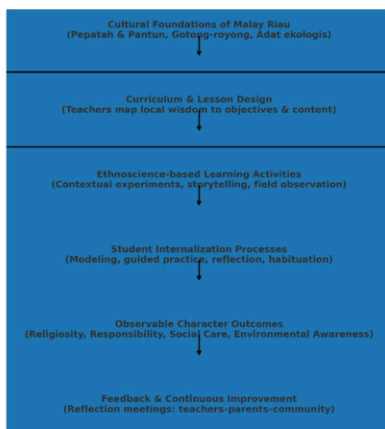 Cultural Foundations of Malay Riau
(Pepatah & Pantun, Gotong-royong, Adat ekologis)
Curriculum & Lesson Design
(Teachers map local wisdom to objectives & content)
Ethnoscience-based Learning Activities
(Contextual experiments, storytelling, field observation)
Student Internalization Processes
(Modeling, guided practice, reflection, habituation)
Observable Character Outcomes
(Religiosity, Responsibility, Social Care, Environmental Awareness)
Feedback & Continuous Improvement
(Reflection meetings: teachers–parents–community)